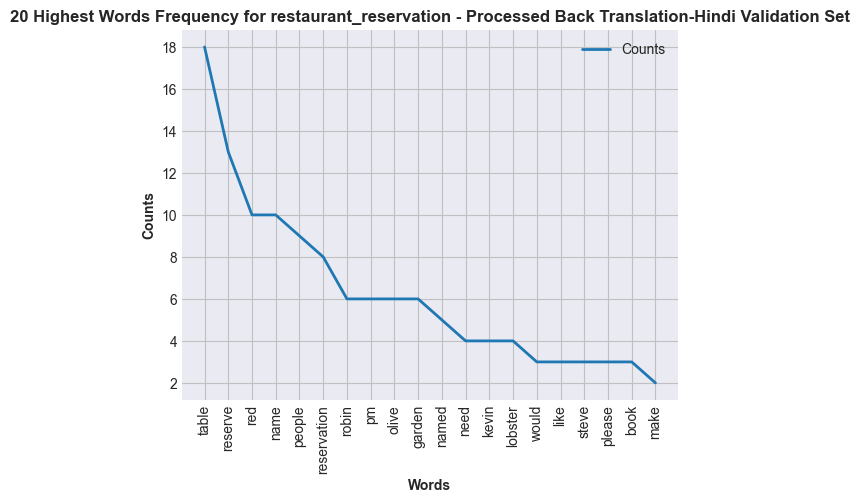 20 Highest Words Frequency for restaurant_reservation - Processed Back Translation-Hindi Validation Set
Counts
18
16
14
12
10
8
6
4
2
Counts
table
reserve
red
name
people
reservation
robin
pm
olive
garden
named
need
kevin
lobster
would
like
steve
please
book
make
Words